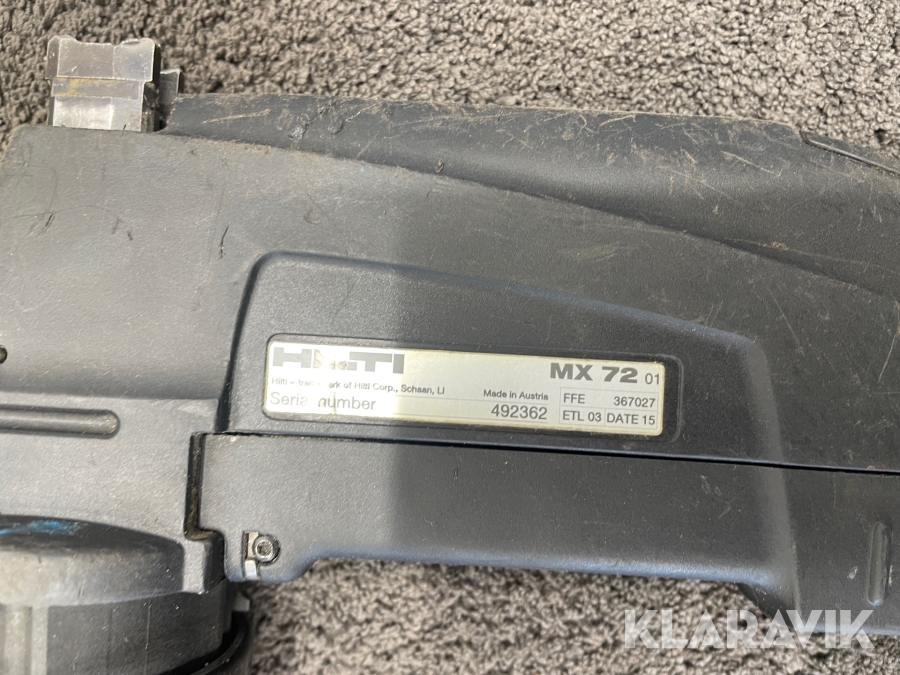 HILTI MX 72 01
Hilti = trademark of Hilti Corp., Schaan, LI Made in Austria FFE 367027
Serial number 492362 ETL 03 DATE 15
KLARAVIK